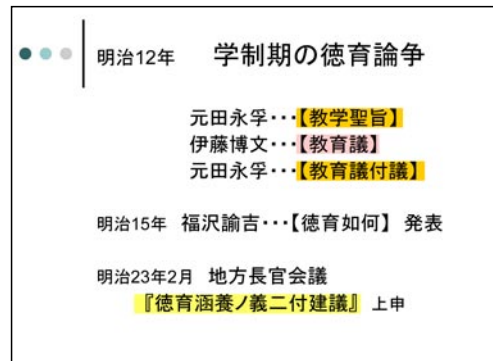 明治12年 学制期の徳育論争
元田永孚･･･【教学聖旨】
伊藤博文･･･【教育議】
元田永孚･･･【教育議付議】
明治15年 福沢諭吉･･･【徳育如何】 発表
明治23年2月 地方長官会議
『徳育涵養ノ義ニ付建議』 上申